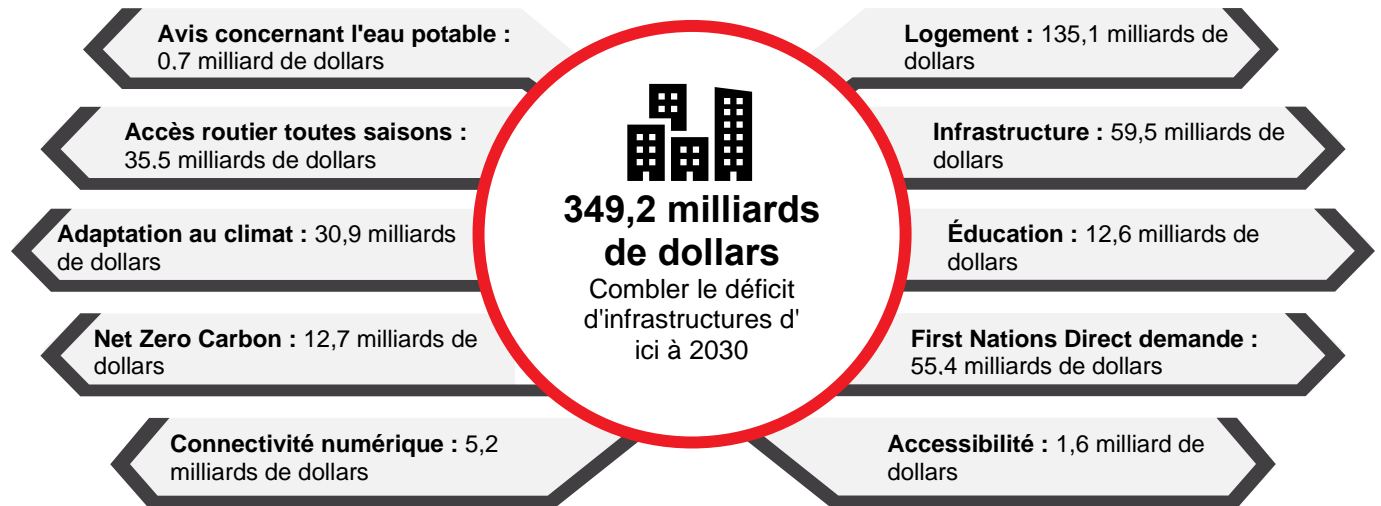 Avis concernant l'eau potable :
0,7 milliard de dollars
Accès routier toutes saisons :
35,5 milliards de dollars
Adaptation au climat : 30,9 milliards
de dollars
Net Zero Carbon : 12,7 milliards de
dollars
Connectivité numérique : 5,2
milliards de dollars
349,2 milliards
de dollars
Combler le déficit
d'infrastructures d'
ici à 2030
Logement : 135,1 milliards de
dollars
Infrastructure : 59,5 milliards de
dollars
Éducation : 12,6 milliards de
dollars
First Nations Direct demande :
55,4 milliards de dollars
Accessibilité : 1,6 milliard de
dollars